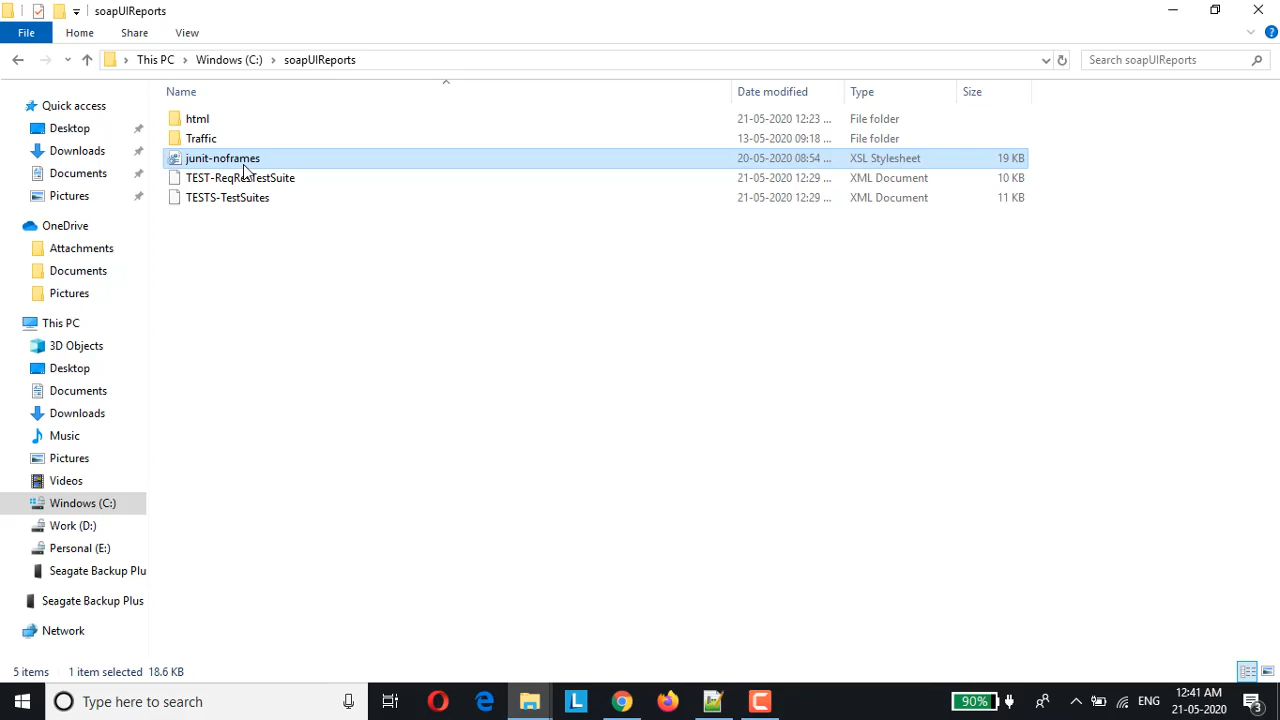 soapUIReports
File Home Share View
This PC Windows (C:) soapUIReports Search soapUIReports
Name Date modified Type Size
html 21-05-2020 12:23 ... File folder
Traffic 13-05-2020 09:18 ... File folder
junit-noframes 20-05-2020 08:54 ... XSL Stylesheet 19 KB
TEST-ReqResTestSuite 21-05-2020 12:29 ... XML Document 10 KB
TESTS-TestSuites 21-05-2020 12:29 ... XML Document 11 KB
Quick access
Desktop
Downloads
Documents
Pictures
OneDrive
Attachments
Documents
Pictures
This PC
3D Objects
Desktop
Documents
Downloads
Music
Pictures
Videos
Windows (C:)
Work (D:)
Personal (E:)
Seagate Backup Plu
Seagate Backup Plus
Network
5 items 1 item selected 18.6 KB
Type here to search
90%
ENG
12:41 AM
21-05-2020
3